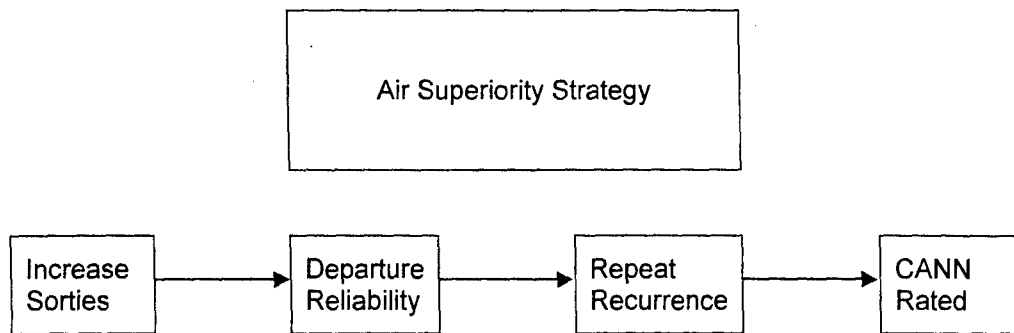 Air Superiority Strategy
Increase
Sorties
Departure
Reliability
Repeat
Recurrence
CANN
Rated